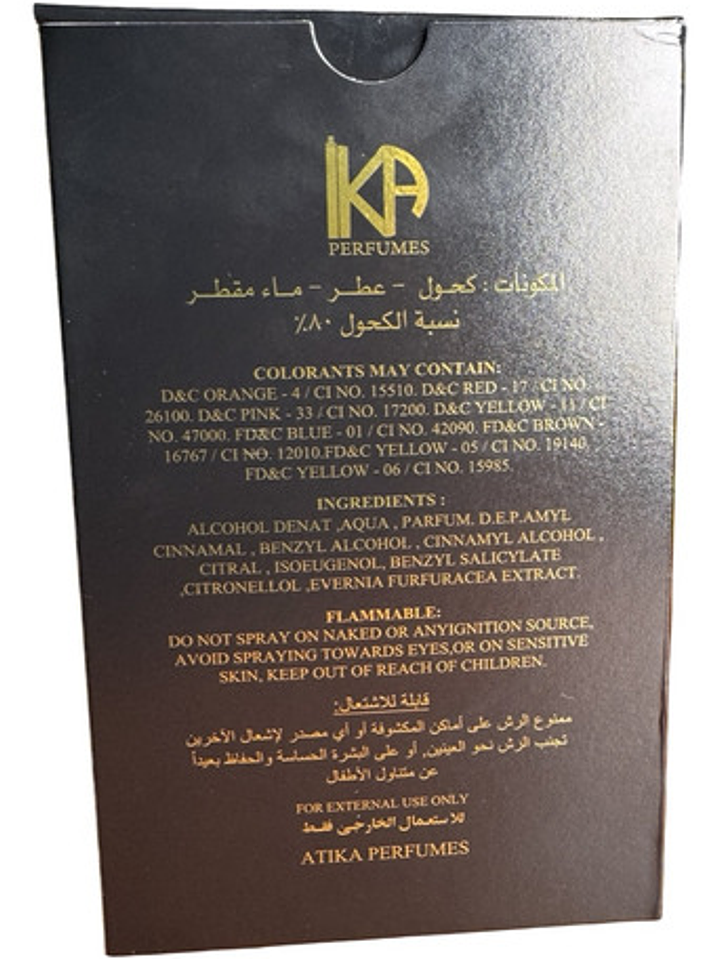 IKA
PERFUMES
المكونات : كحول - عطر - ماء مقطر
نسبة الكحول ٨٠٪
COLORANTS MAY CONTAIN:
D&C ORANGE - 4 / CI NO. 15510. D&C RED - 17 / CI NO.
26100. D&C PINK - 33 / CI NO. 17200. D&C YELLOW - 11 / CI
NO. 47000. FD&C BLUE - 01 / CI NO. 42090. FD&C BROWN -
16767 / CI NO. 12010.FD&C YELLOW - 05 / CI NO. 19140.
FD&C YELLOW - 06 / CI NO. 15985.
INGREDIENTS :
ALCOHOL DENAT ,AQUA , PARFUM. D.E.P.AMYL
CINNAMAL , BENZYL ALCOHOL , CINNAMYL ALCOHOL ,
CITRAL , ISOEUGENOL, BENZYL SALICYLATE
,CITRONELLOL ,EVERNIA FURFURACEA EXTRACT.
FLAMMABLE:
DO NOT SPRAY ON NAKED OR ANYIGNITION SOURCE,
AVOID SPRAYING TOWARDS EYES,OR ON SENSITIVE
SKIN, KEEP OUT OF REACH OF CHILDREN.
قابلة للاشتعال:
ممنوع الرش على أماكن المكشوفة أو أي مصدر لإشعال الآخرين
تجنب الرش نحو العينين, أو على البشرة الحساسة والحفاظ بعيداً
عن متناول الأطفال
FOR EXTERNAL USE ONLY
للاستعمال الخارجى فقط
ATIKA PERFUMES